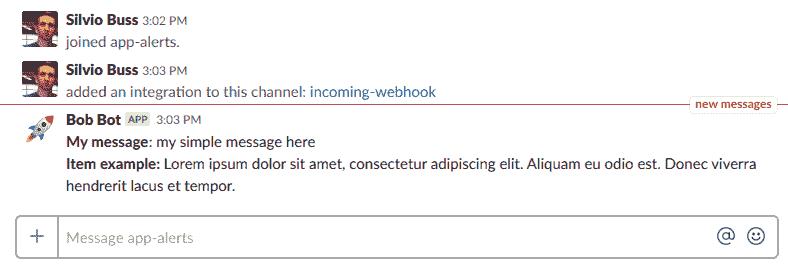 Silvio Buss 3:02 PM
joined app-alerts.
Silvio Buss 3:03 PM
added an integration to this channel: incoming-webhook
new messages
Bob Bot APP 3:03 PM
My message: my simple message here
Item example: Lorem ipsum dolor sit amet, consectetur adipiscing elit. Aliquam eu odio est. Donec viverra
hendrerit lacus et tempor.
+ Message app-alerts @